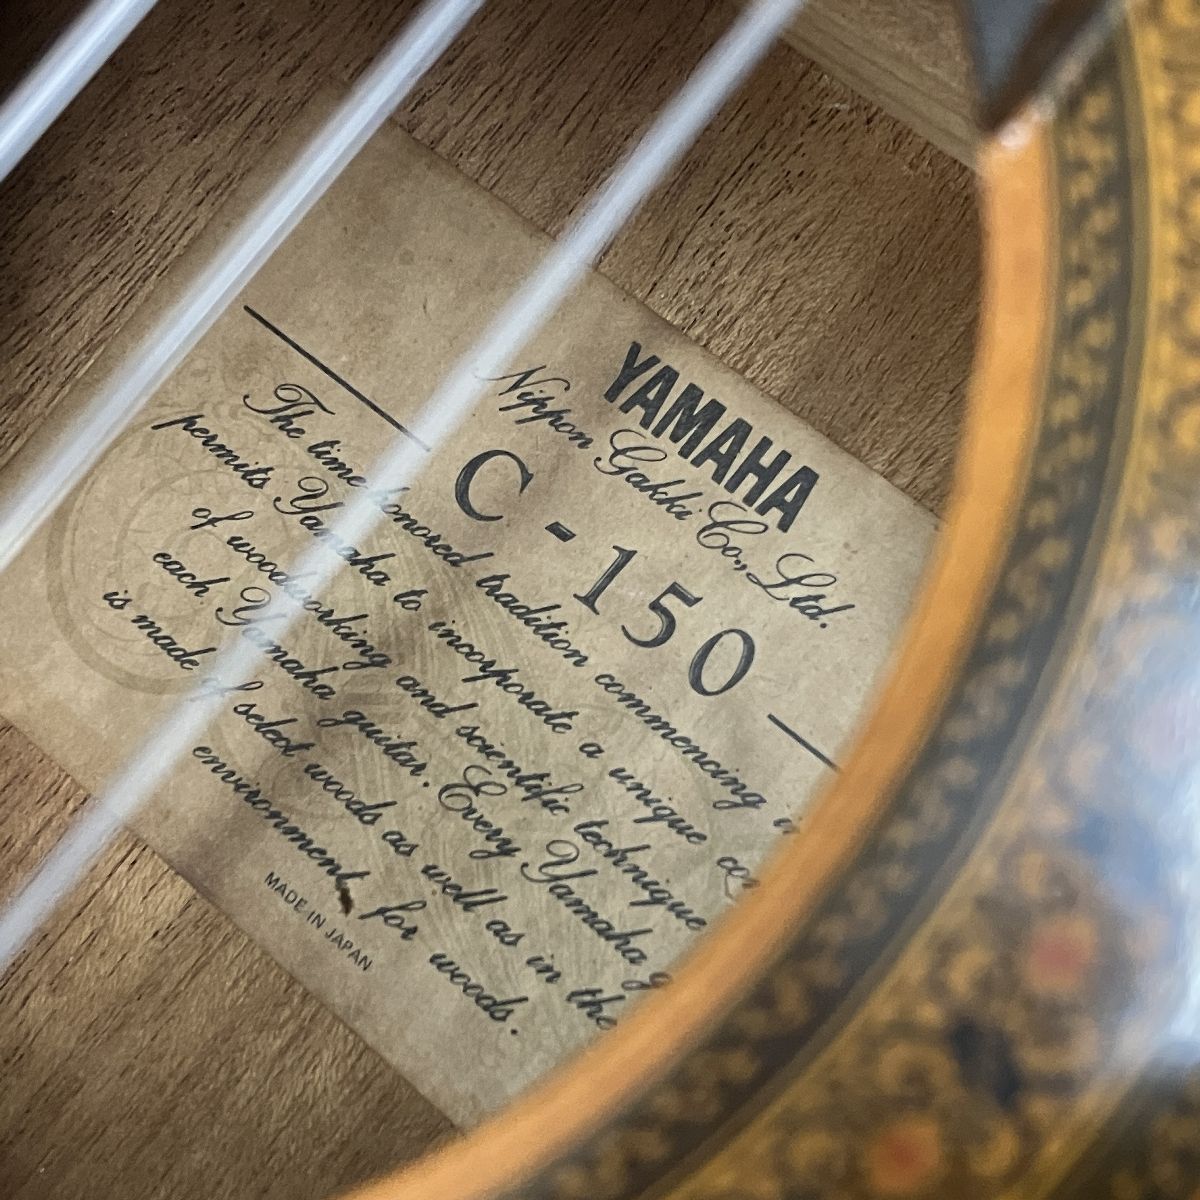 YAMAHA
Nippon Gakki Co., Ltd.
C - 150
The time honored tradition commencing
permits Yamaha to incorporate a unique
of woodworking and scientific technique
each Yamaha guitar. Every Yamaha
is made of select woods as well as in the
environment, for woods.
MADE IN JAPAN